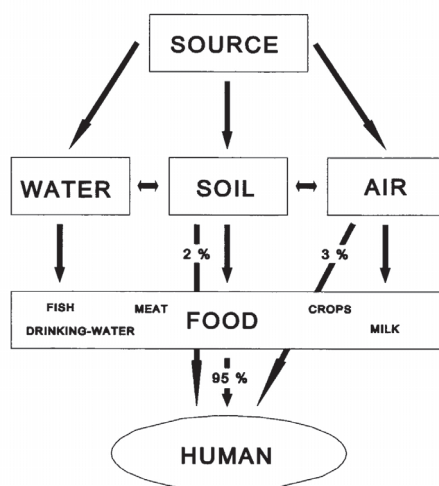 SOURCE
WATER
SOIL
AIR
2 %
3 %
FISH
MEAT
CROPS
FOOD
DRINKING-WATER
MILK
95 %
HUMAN